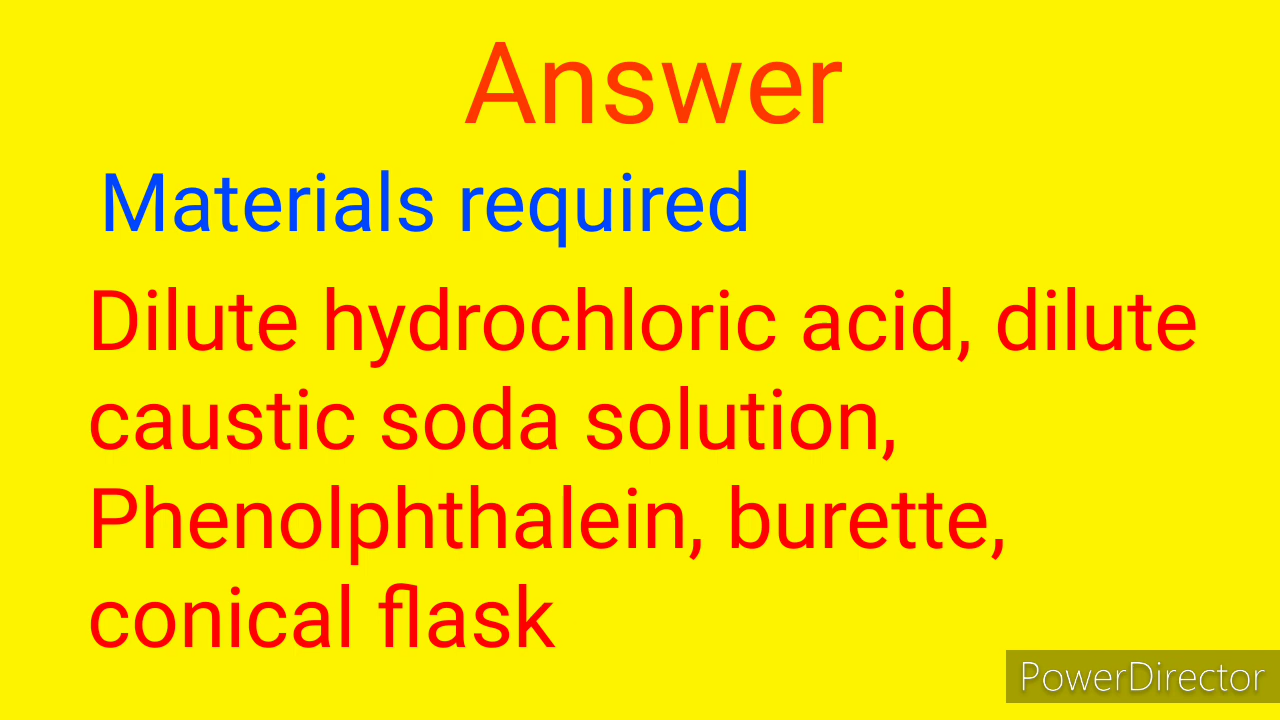 Answer
Materials required
Dilute hydrochloric acid, dilute
caustic soda solution,
Phenolphthalein, burette,
conical flask
PowerDirector